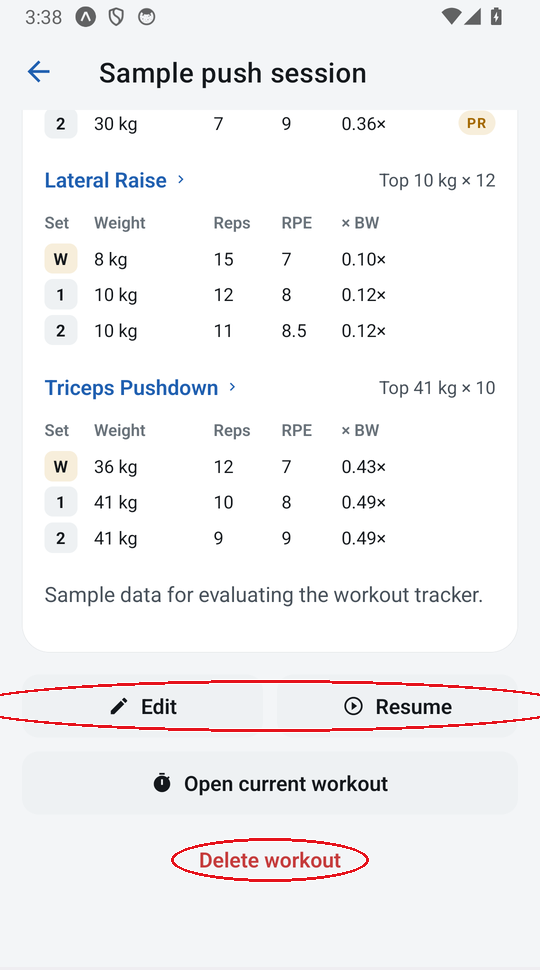 3:38
Sample push session
2 30 kg 7 9 0.36× PR
Lateral Raise > Top 10 kg × 12
Set Weight Reps RPE × BW
W 8 kg 15 7 0.10×
1 10 kg 12 8 0.12×
2 10 kg 11 8.5 0.12×
Triceps Pushdown > Top 41 kg × 10
Set Weight Reps RPE × BW
W 36 kg 12 7 0.43×
1 41 kg 10 8 0.49×
2 41 kg 9 9 0.49×
Sample data for evaluating the workout tracker.
Edit Resume
Open current workout
Delete workout